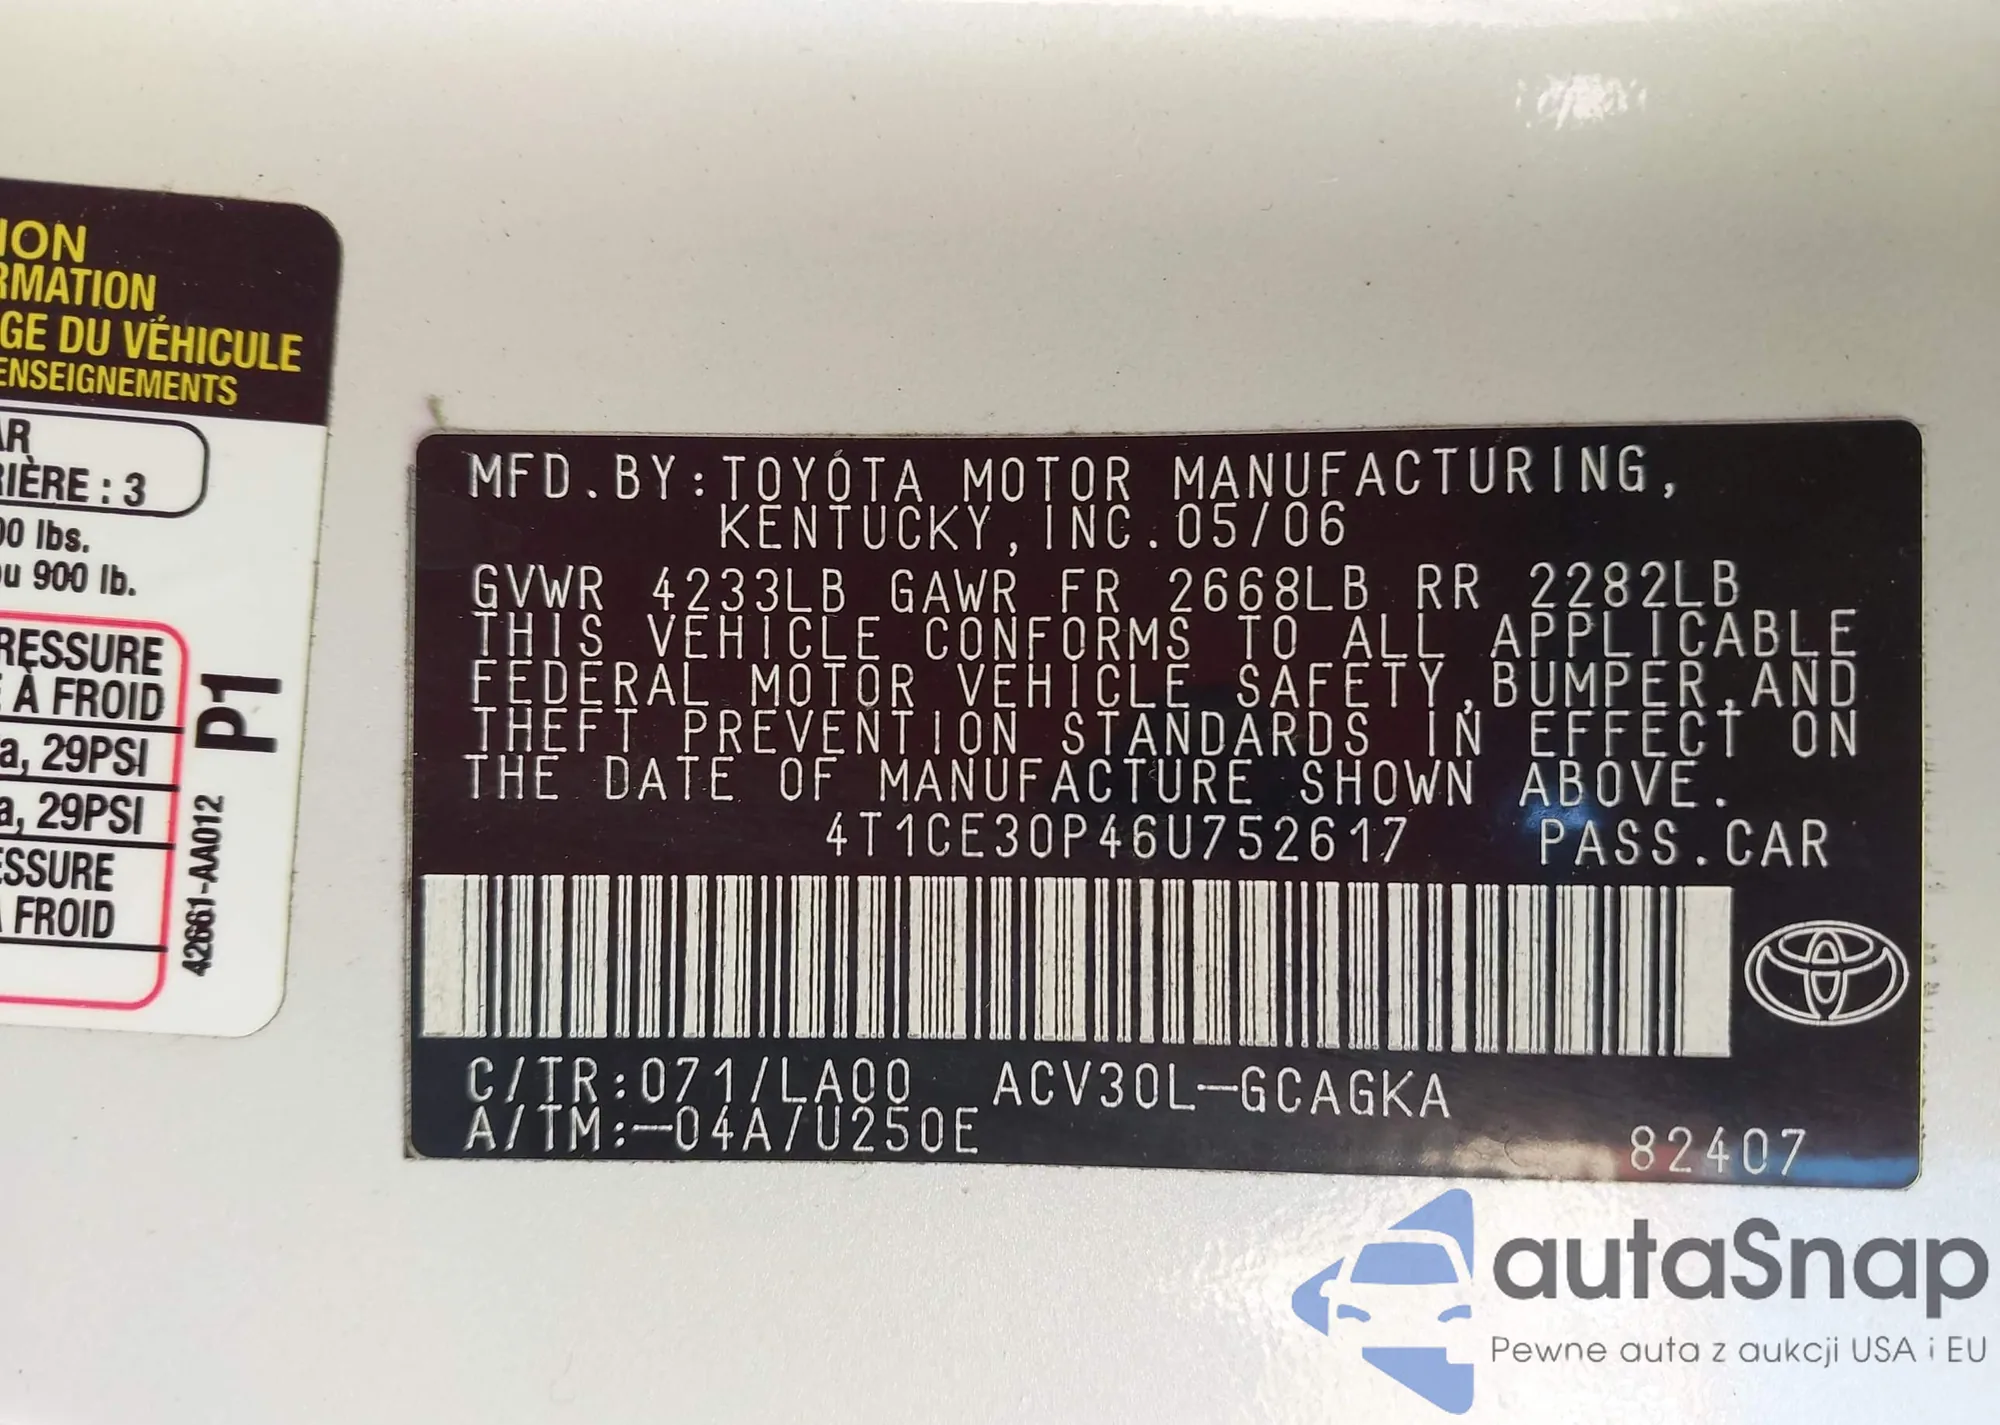 ION
RMATION
GE DU VÉHICULE
ENSEIGNEMENTS
AR
RIÈRE : 3
00 lbs.
ou 900 lb.
RESSURE
À FROID
a, 29PSI
a, 29PSI
ESSURE
À FROID
P1
42661-AA012
MFD. BY: TOYOTA MOTOR MANUFACTURING,
KENTUCKY, INC. 05/06
GVWR 4233LB GAWR FR 2668LB RR 2282LB
THIS VEHICLE CONFORMS TO ALL APPLICABLE
FEDERAL MOTOR VEHICLE SAFETY, BUMPER, AND
THEFT PREVENTION STANDARDS IN EFFECT ON
THE DATE OF MANUFACTURE SHOWN ABOVE.
4T1CE30P46U752617 PASS. CAR
C/TR: 071/LA00 ACV30L-GCAGKA
A/TM: -04A/U250E
82407
autaSnap
Pewne auta z aukcji USA i EU